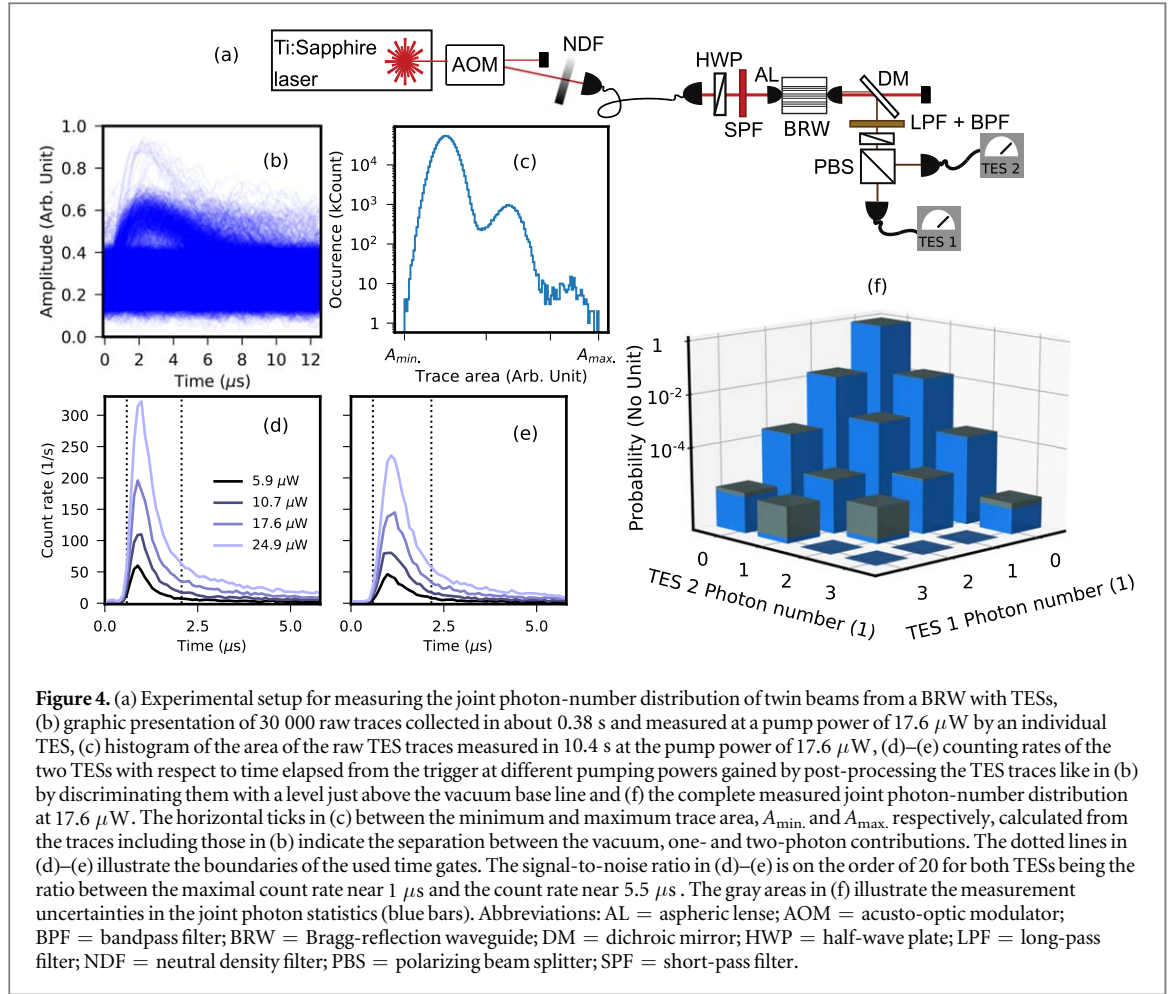 (a)
Ti:Sapphire
laser
AOM
NDF
HWP
AL
DM
SPF
BRW
LPF + BPF
PBS
TES 2
TES 1
(b)
Amplitude (Arb. Unit)
1.0
0.8
0.6
0.4
0.2
0.0
0 2 4 6 8 10 12
Time (μs)
(c)
Occurence (kCount)
10⁴
10³
10²
10
1
Amin. Amax.
Trace area (Arb. Unit)
(d)
Count rate (1/s)
300
250
200
150
100
50
0
5.9 μW
10.7 μW
17.6 μW
24.9 μW
0.0 2.5 5.0
Time (μs)
(e)
0.0 2.5 5.0
Time (μs)
(f)
Probability (No Unit)
1
10⁻²
10⁻⁴
0 1 2 3
TES 2 Photon number (1)
3 2 1 0
TES 1 Photon number (1)
Figure 4. (a) Experimental setup for measuring the joint photon-number distribution of twin beams from a BRW with TESs,
(b) graphic presentation of 30 000 raw traces collected in about 0.38 s and measured at a pump power of 17.6 μW by an individual
TES, (c) histogram of the area of the raw TES traces measured in 10.4 s at the pump power of 17.6 μW, (d)–(e) counting rates of the
two TESs with respect to time elapsed from the trigger at different pumping powers gained by post-processing the TES traces like in (b)
by discriminating them with a level just above the vacuum base line and (f) the complete measured joint photon-number distribution
at 17.6 μW. The horizontal ticks in (c) between the minimum and maximum trace area, Amin. and Amax. respectively, calculated from
the traces including those in (b) indicate the separation between the vacuum, one- and two-photon contributions. The dotted lines in
(d)–(e) illustrate the boundaries of the used time gates. The signal-to-noise ratio in (d)–(e) is on the order of 20 for both TESs being the
ratio between the maximal count rate near 1 μs and the count rate near 5.5 μs . The gray areas in (f) illustrate the measurement
uncertainties in the joint photon statistics (blue bars). Abbreviations: AL = aspheric lense; AOM = acusto-optic modulator;
BPF = bandpass filter; BRW = Bragg-reflection waveguide; DM = dichroic mirror; HWP = half-wave plate; LPF = long-pass
filter; NDF = neutral density filter; PBS = polarizing beam splitter; SPF = short-pass filter.